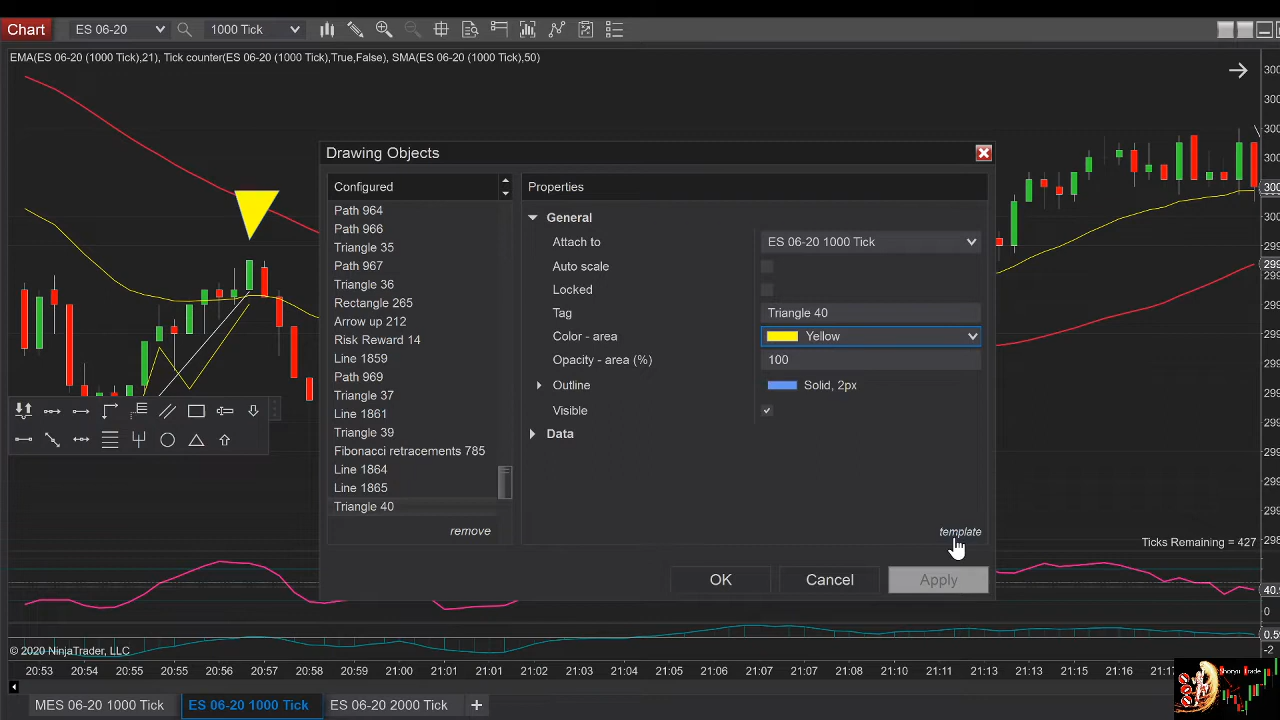 Chart ES 06-20 1000 Tick
EMA(ES 06-20 (1000 Tick),21), Tick counter(ES 06-20 (1000 Tick),True,False), SMA(ES 06-20 (1000 Tick),50)
Drawing Objects
Configured
Path 964
Path 966
Triangle 35
Path 967
Triangle 36
Rectangle 265
Arrow up 212
Risk Reward 14
Line 1859
Path 969
Triangle 37
Line 1861
Triangle 39
Fibonacci retracements 785
Line 1864
Line 1865
Triangle 40
remove
Properties
General
Attach to ES 06-20 1000 Tick
Auto scale
Locked
Tag Triangle 40
Color - area Yellow
Opacity - area (%) 100
Outline Solid, 2px
Visible
Data
template
OK Cancel Apply
Ticks Remaining = 427
© 2020 NinjaTrader, LLC
20:53 20:55 20:55 20:56 20:57 20:58 20:59 20:59 21:00 21:01 21:02 21:03 21:04 21:05 21:06 21:07 21:07 21:08 21:09 21:11 21:13 21:13 21:14 21:16
MES 06-20 1000 Tick ES 06-20 1000 Tick ES 06-20 2000 Tick +